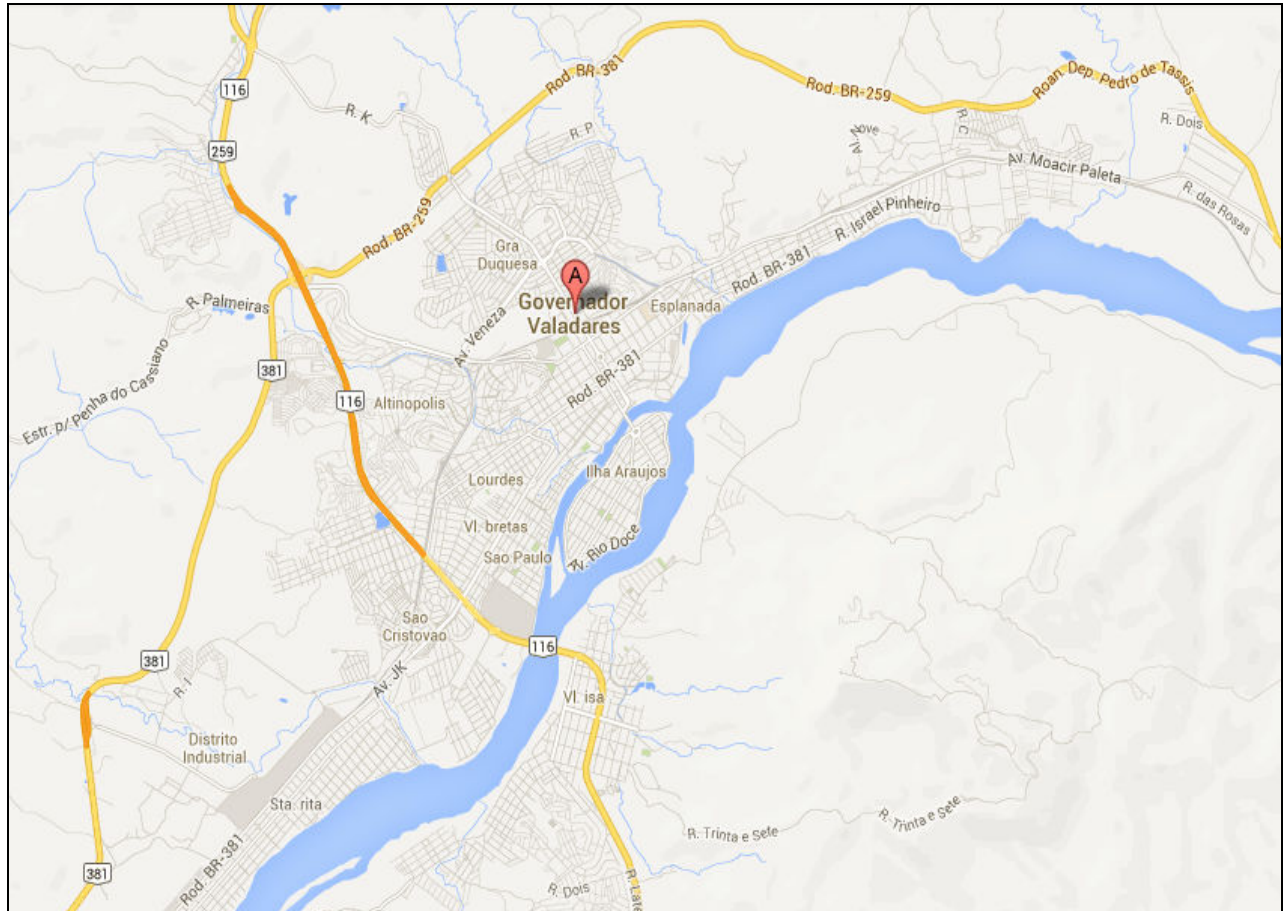 Rod. BR-381
116
R. K
Rod. BR-259
Roan Dep. Pedro de Tassis
R. P
R. C
R. Dois
259
Av. Moacir Paleta
R. das Rosas
Rod. BR-259
R. Israel Pinheiro
Gra
Duquesa
Rod. BR-381
A
R. Palmeiras
Governador
Valadares
Esplanada
Av. Veneza
Estr. p/ Penha do Cassiano
381
Rod. BR-381
116
Altinopolis
Ilha Araujos
Lourdes
Vl. bretas
Sao Paulo
Av. Rio Doce
Sao
Cristovao
116
381
R. I
Av. JK
Vl. isa
Distrito
Industrial
Sta. rita
R. Trinta e Sete
R. Trinta e Sete
381
Rod. BR-381
R. Dois